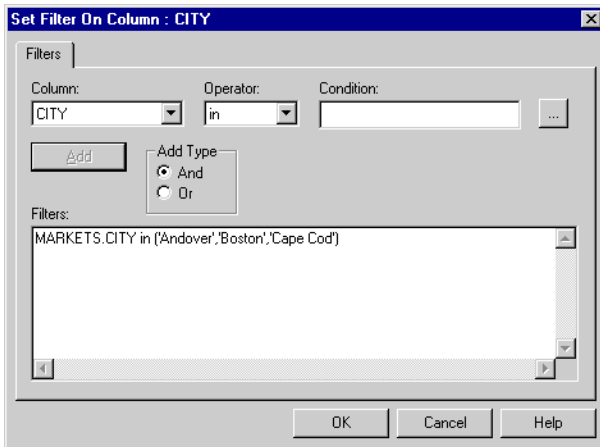 Set Filter On Column : CITY
Filters
Column: Operator: Condition:
CITY in ...
Add
Add Type
And
Or
Filters:
MARKETS.CITY in ('Andover','Boston','Cape Cod')
OK Cancel Help